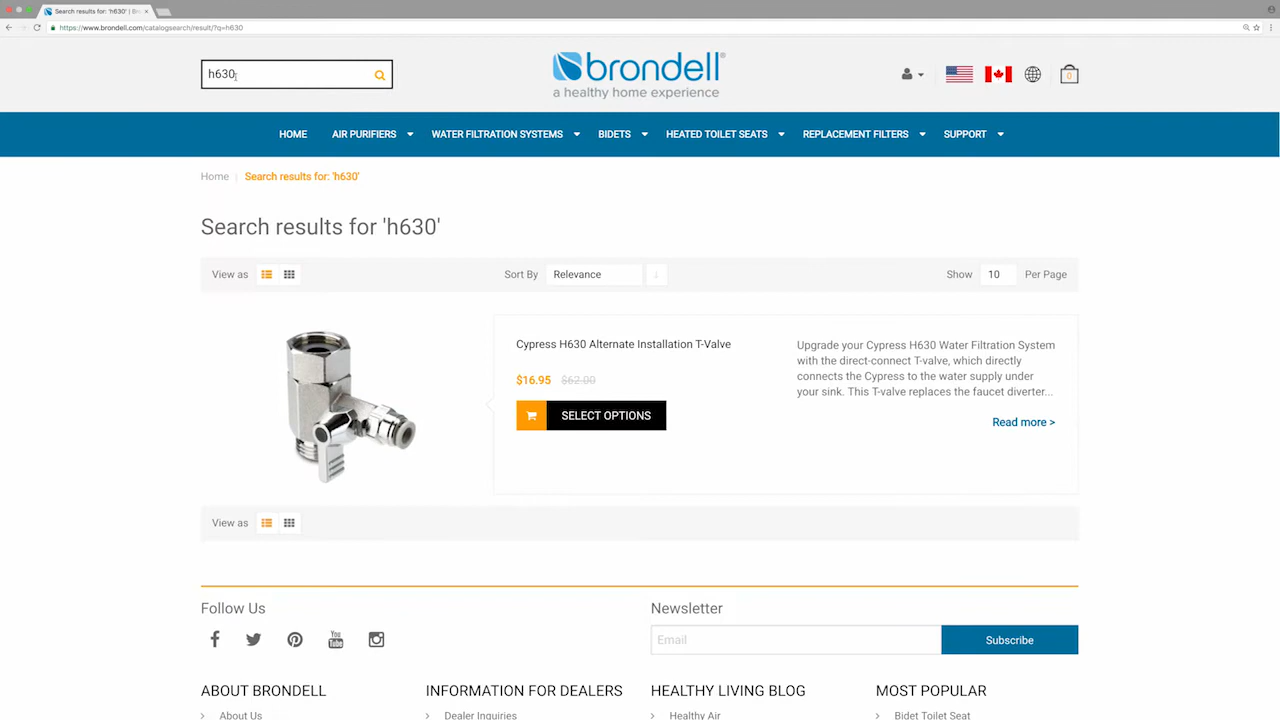 Search results for: 'h630' | Bro
https://www.brondell.com/catalogsearch/result/?q=h630
h630
brondell®
a healthy home experience
0
HOME AIR PURIFIERS WATER FILTRATION SYSTEMS BIDETS HEATED TOILET SEATS REPLACEMENT FILTERS SUPPORT
Home Search results for: 'h630'
Search results for 'h630'
View as Sort By Relevance Show 10 Per Page
Cypress H630 Alternate Installation T-Valve
$16.95 $62.00
SELECT OPTIONS
Upgrade your Cypress H630 Water Filtration System
with the direct-connect T-valve, which directly
connects the Cypress to the water supply under
your sink. This T-valve replaces the faucet diverter...
Read more >
View as
Follow Us
You
Tube
Newsletter
Email Subscribe
ABOUT BRONDELL INFORMATION FOR DEALERS HEALTHY LIVING BLOG MOST POPULAR
About Us Dealer Inquiries Healthy Air Bidet Toilet Seat